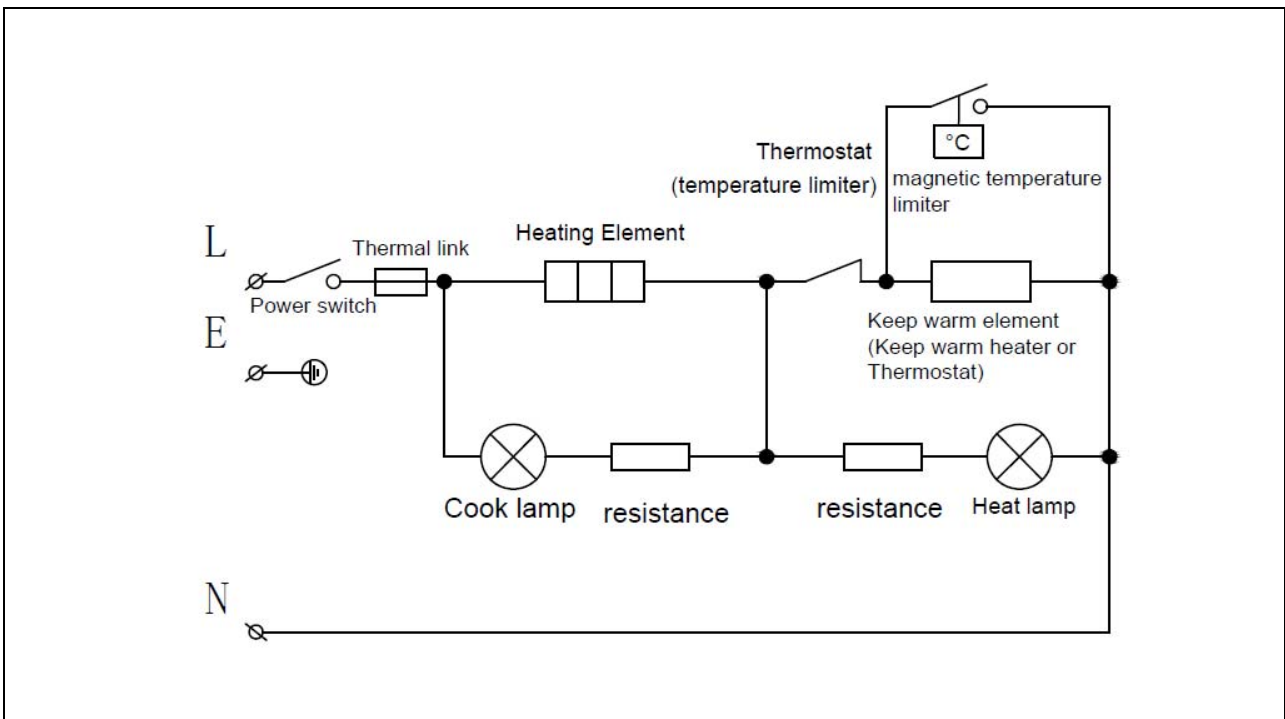 °C
Thermostat
(temperature limiter)
magnetic temperature
limiter
L
Thermal link
Heating Element
Power switch
E
Keep warm element
(Keep warm heater or
Thermostat)
Cook lamp
resistance
resistance
Heat lamp
N